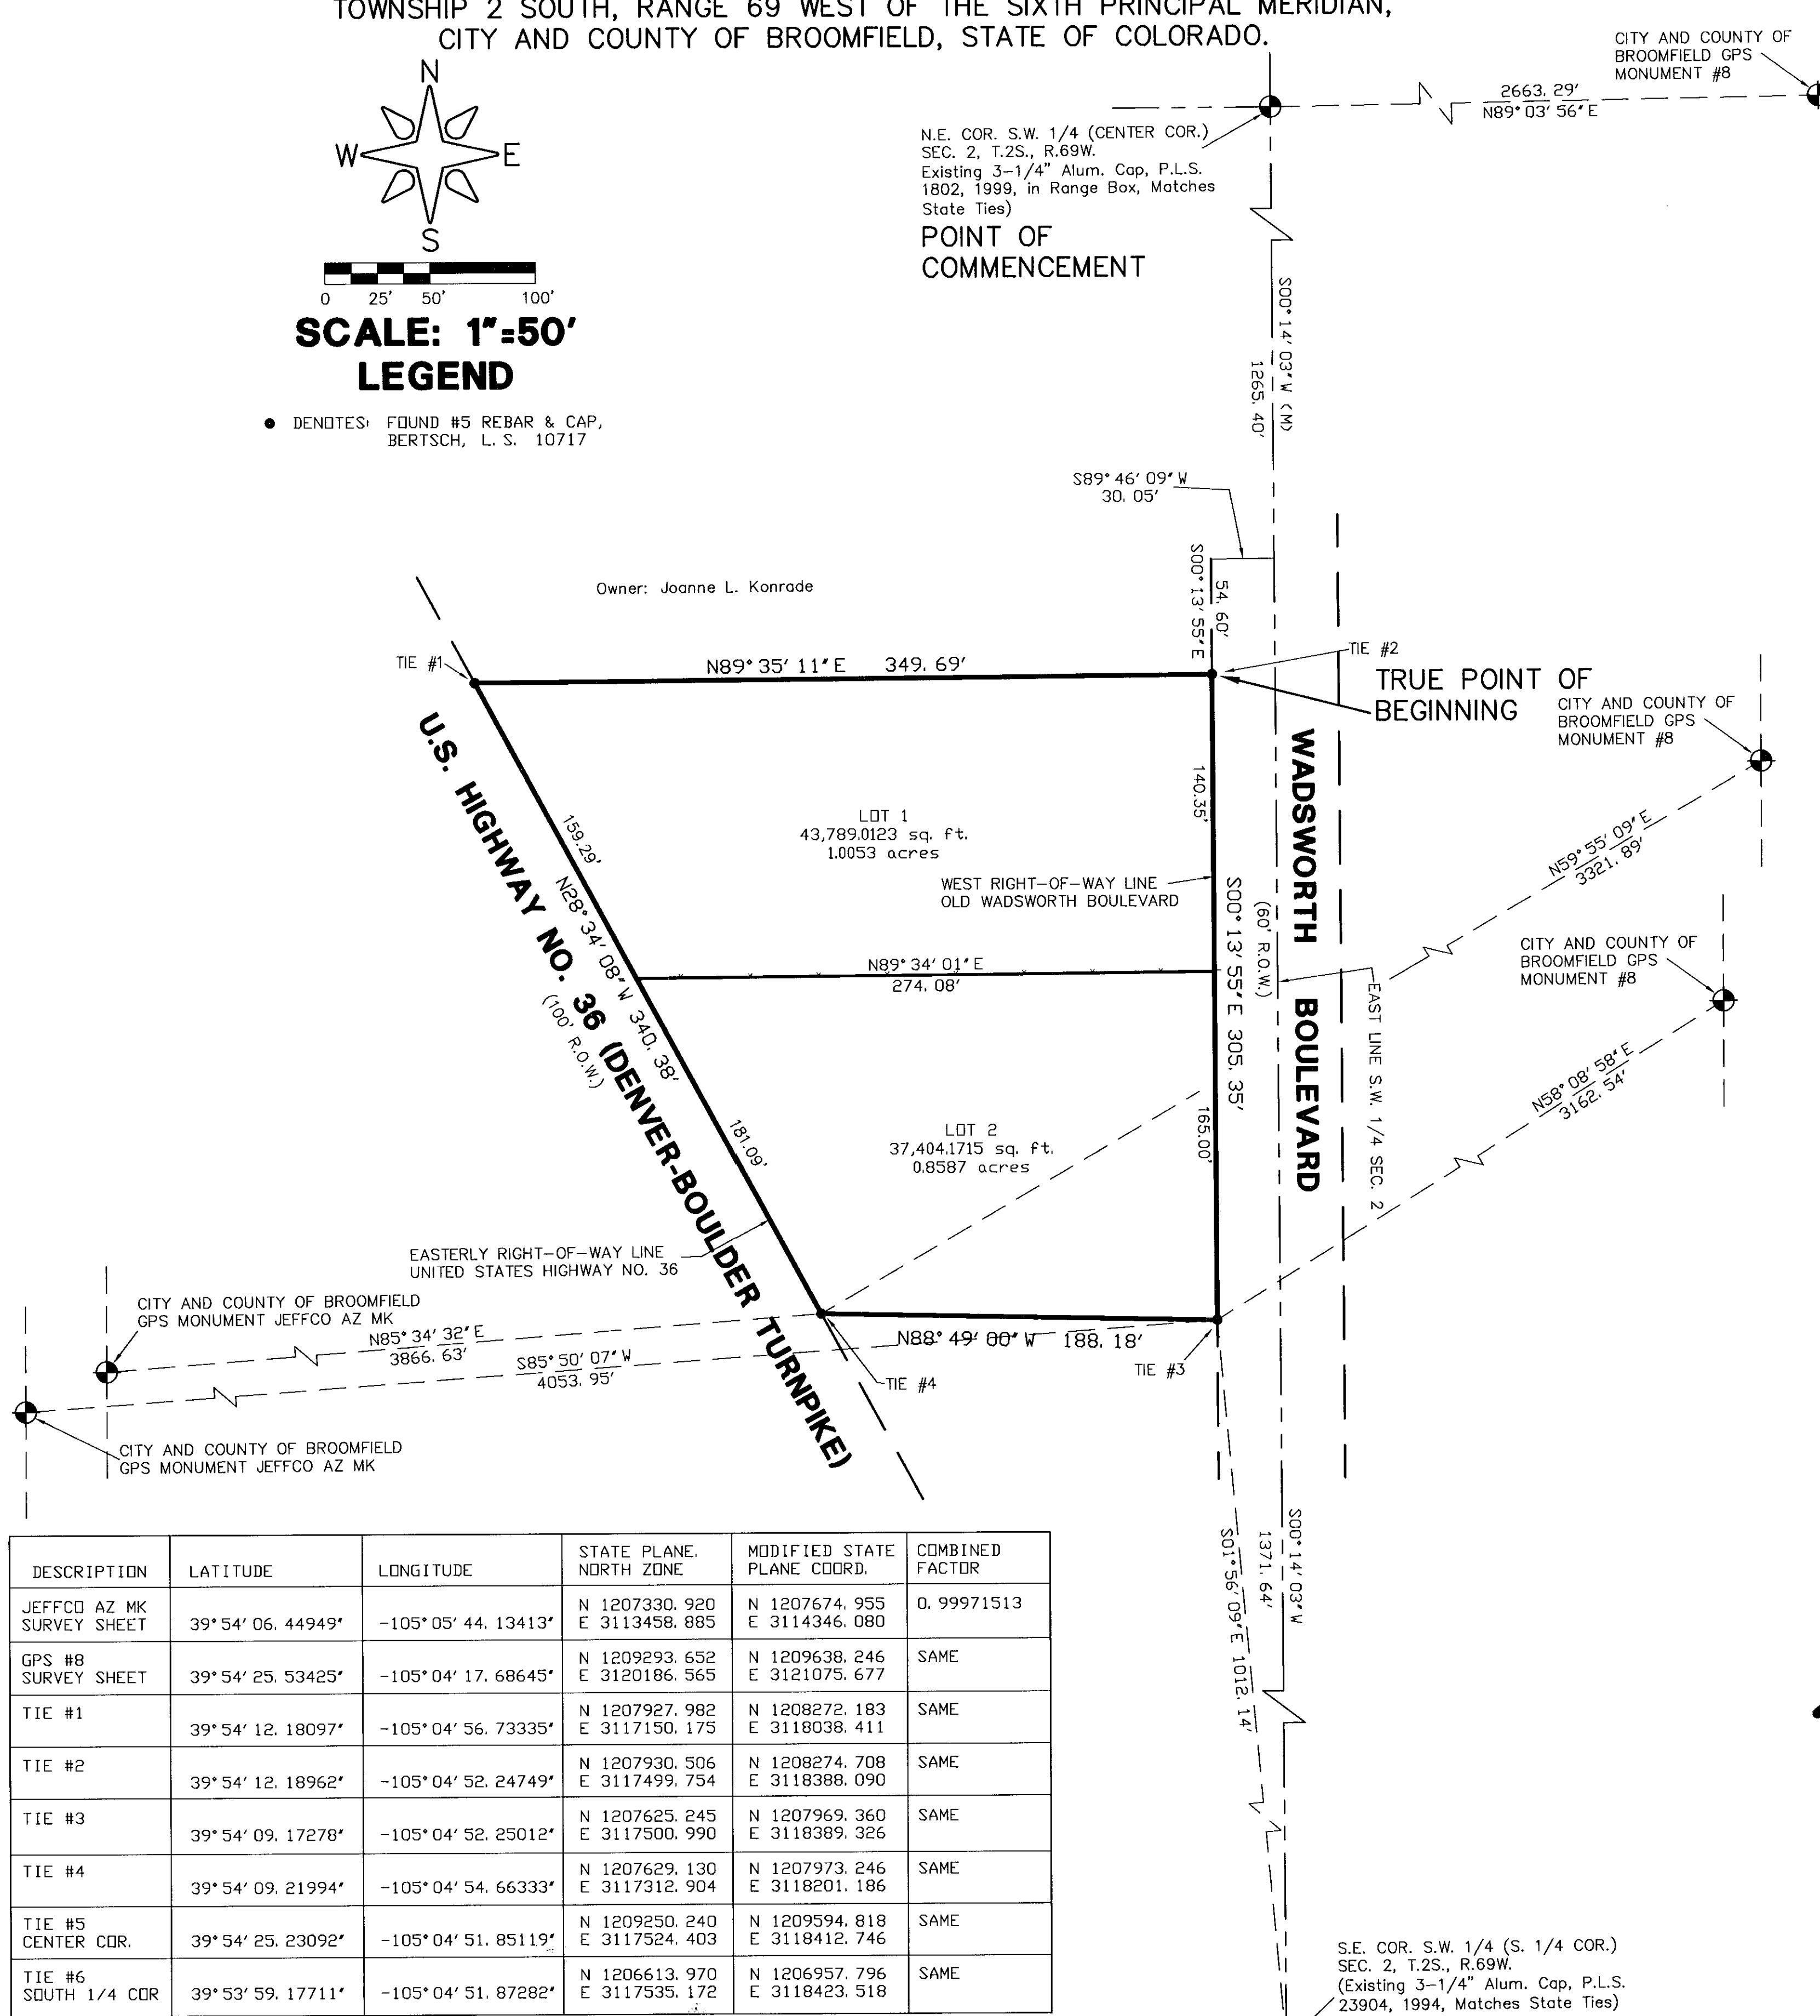 TOWNSHIP 2 SOUTH, RANGE 69 WEST OF THE SIXTH PRINCIPAL MERIDIAN,
CITY AND COUNTY OF BROOMFIELD, STATE OF COLORADO.
N
W E
S
0 25' 50' 100'
SCALE: 1"=50'
LEGEND
DENOTES: FOUND #5 REBAR & CAP,
BERTSCH, L. S. 10717
CITY AND COUNTY OF
BROOMFIELD GPS
MONUMENT #8
2663. 29'
N89° 03' 56" E
N.E. COR. S.W. 1/4 (CENTER COR.)
SEC. 2, T.2S., R.69W.
Existing 3-1/4" Alum. Cap, P.L.S.
1802, 1999, in Range Box, Matches
State Ties)
POINT OF
COMMENCEMENT
S00° 14' 03" W (M)
1265. 40'
S89° 46' 09" W
30. 05'
S00° 13' 55" E
54. 60'
Owner: Joanne L. Konrade
TIE #1
N89° 35' 11" E 349. 69'
TIE #2
TRUE POINT OF
BEGINNING
CITY AND COUNTY OF
BROOMFIELD GPS
MONUMENT #8
U.S. HIGHWAY NO. 36 (DENVER-BOULDER TURNPIKE)
(100' R.O.W.)
159.29'
N28° 34' 08" W 340. 38'
181.09'
LOT 1
43,789.0123 sq. ft.
1.0053 acres
140.35'
WEST RIGHT-OF-WAY LINE
OLD WADSWORTH BOULEVARD
S00° 13' 55" E 305. 35'
(60' R.O.W.)
WADSWORTH BOULEVARD
EAST LINE S.W. 1/4 SEC. 2
N59° 55' 09" E
3321. 89'
CITY AND COUNTY OF
BROOMFIELD GPS
MONUMENT #8
N58° 08' 58" E
3162. 54'
N89° 34' 01" E
274. 08'
LOT 2
37,404.1715 sq. ft.
0.8587 acres
165.00'
EASTERLY RIGHT-OF-WAY LINE
UNITED STATES HIGHWAY NO. 36
CITY AND COUNTY OF BROOMFIELD
GPS MONUMENT JEFFCO AZ MK
N85° 34' 32" E
3866. 63'
S85° 50' 07" W
4053. 95'
N88° 49' 00" W 188. 18'
TIE #3
TIE #4
CITY AND COUNTY OF BROOMFIELD
GPS MONUMENT JEFFCO AZ MK
S00° 14' 03" W
1371. 64'
S01° 56' 09" E 1012. 14'
DESCRIPTION LATITUDE LONGITUDE STATE PLANE, NORTH ZONE MODIFIED STATE PLANE COORD. COMBINED FACTOR
JEFFCO AZ MK N 1207330. 920 N 1207674. 955 0. 99971513
SURVEY SHEET 39° 54' 06. 44949" -105° 05' 44. 13413" E 3113458. 885 E 3114346. 080
GPS #8 N 1209293. 652 N 1209638. 246 SAME
SURVEY SHEET 39° 54' 25. 53425" -105° 04' 17. 68645" E 3120186. 565 E 3121075. 677
TIE #1 N 1207927. 982 N 1208272. 183 SAME
39° 54' 12. 18097" -105° 04' 56. 73335" E 3117150. 175 E 3118038. 411
TIE #2 N 1207930. 506 N 1208274. 708 SAME
39° 54' 12. 18962" -105° 04' 52. 24749" E 3117499. 754 E 3118388. 090
TIE #3 N 1207625. 245 N 1207969. 360 SAME
39° 54' 09. 17278" -105° 04' 52. 25012" E 3117500. 990 E 3118389. 326
TIE #4 N 1207629. 130 N 1207973. 246 SAME
39° 54' 09. 21994" -105° 04' 54. 66333" E 3117312. 904 E 3118201. 186
TIE #5 N 1209250. 240 N 1209594. 818 SAME
CENTER COR. 39° 54' 25. 23092" -105° 04' 51. 85119" E 3117524. 403 E 3118412. 746
TIE #6 N 1206613. 970 N 1206957. 796 SAME
SOUTH 1/4 COR 39° 53' 59. 17711" -105° 04' 51. 87282" E 3117535. 172 E 3118423. 518
S.E. COR. S.W. 1/4 (S. 1/4 COR.)
SEC. 2, T.2S., R.69W.
(Existing 3-1/4" Alum. Cap, P.L.S.
23904, 1994, Matches State Ties)